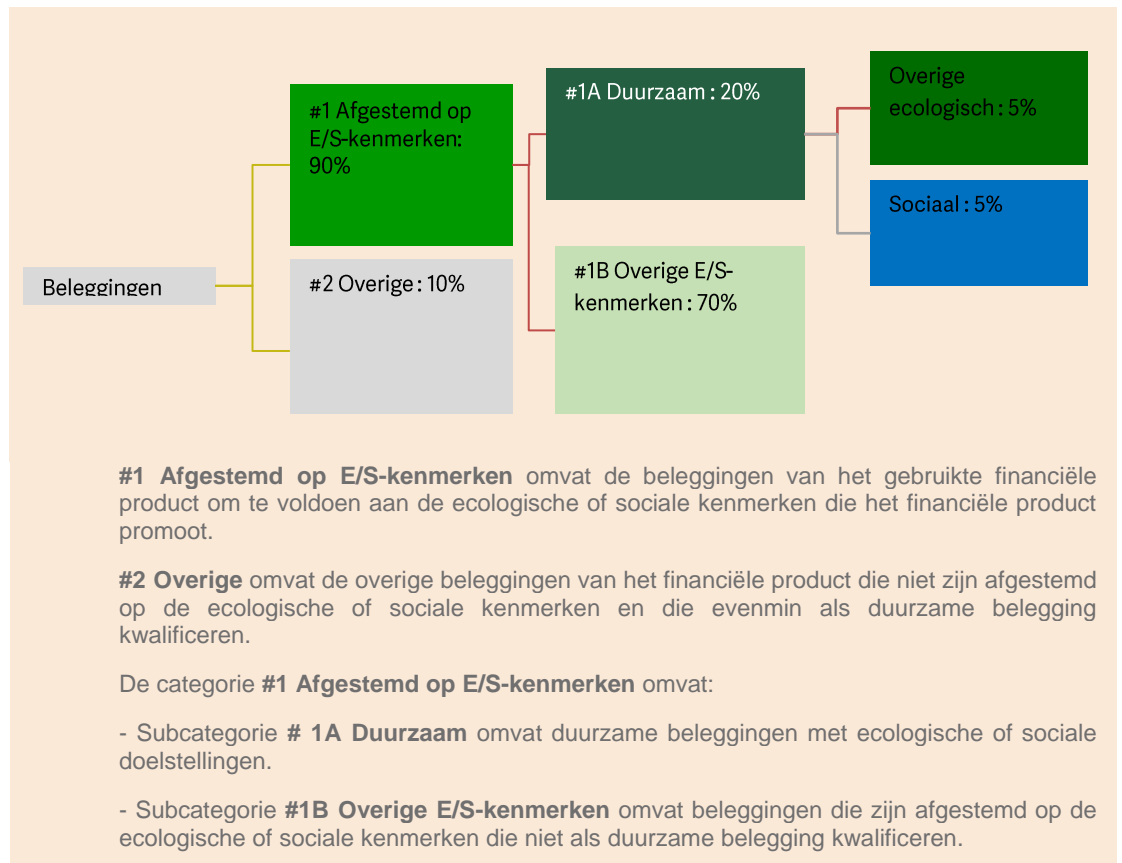 Beleggingen
#1 Afgestemd op
E/S-kenmerken:
90%
#2 Overige : 10%
#1A Duurzaam : 20%
#1B Overige E/S-
kenmerken : 70%
Overige
ecologisch : 5%
Sociaal : 5%
#1 Afgestemd op E/S-kenmerken omvat de beleggingen van het gebruikte financiële
product om te voldoen aan de ecologische of sociale kenmerken die het financiële product
promoot.
#2 Overige omvat de overige beleggingen van het financiële product die niet zijn afgestemd
op de ecologische of sociale kenmerken en die evenmin als duurzame belegging
kwalificeren.
De categorie #1 Afgestemd op E/S-kenmerken omvat:
- Subcategorie # 1A Duurzaam omvat duurzame beleggingen met ecologische of sociale
doelstellingen.
- Subcategorie #1B Overige E/S-kenmerken omvat beleggingen die zijn afgestemd op de
ecologische of sociale kenmerken die niet als duurzame belegging kwalificeren.